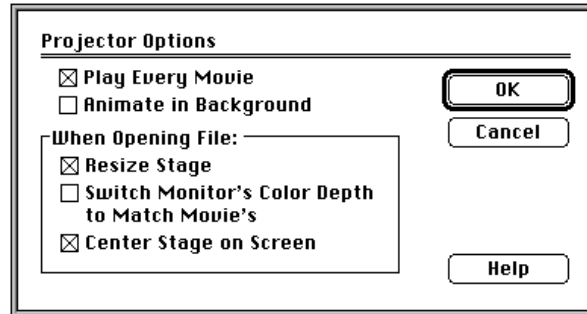 Projector Options
Play Every Movie
Animate in Background
OK
Cancel
When Opening File:
Resize Stage
Switch Monitor's Color Depth
to Match Movie's
Center Stage on Screen
Help